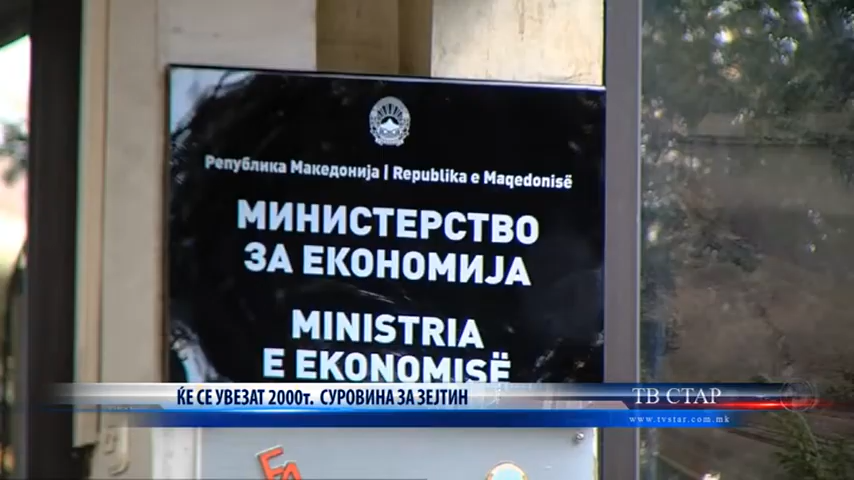 Република Македонија | Republika e Maqedonisë
МИНИСТЕРСТВО
ЗА ЕКОНОМИЈА
MINISTRIA
E EKONOMISË
ЌЕ СЕ УВЕЗАТ 2000т. СУРОВИНА ЗА ЗЕЈТИН
ТВ СТАР
www.tvstar.com.mk